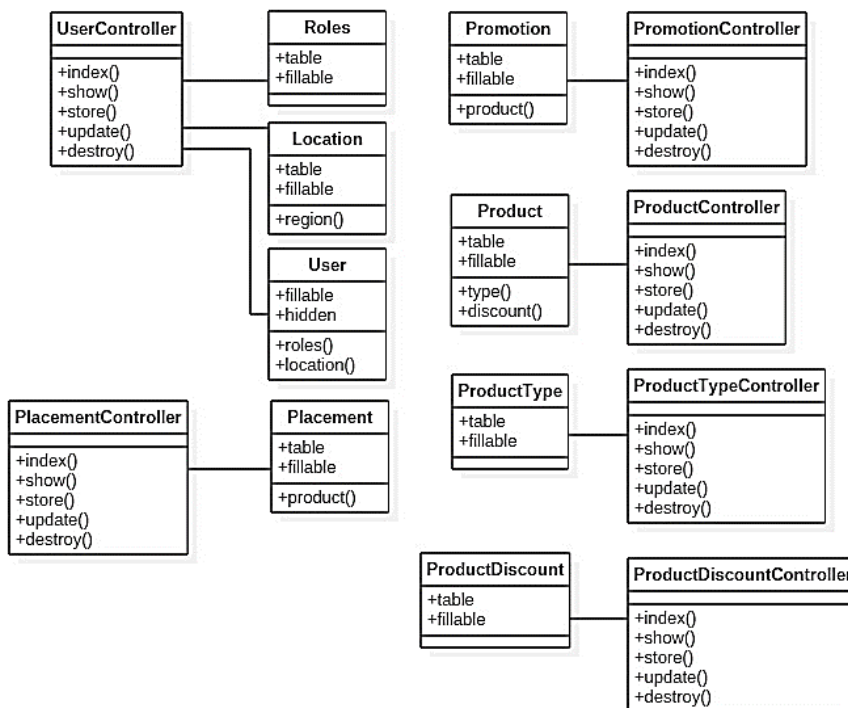 UserController
+index()
+show()
+store()
+update()
+destroy()
Roles
+table
+fillable
Location
+table
+fillable
+region()
User
+fillable
+hidden
+roles()
+location()
PlacementController
+index()
+show()
+store()
+update()
+destroy()
Placement
+table
+fillable
+product()
Promotion
+table
+fillable
+product()
PromotionController
+index()
+show()
+store()
+update()
+destroy()
Product
+table
+fillable
+type()
+discount()
ProductController
+index()
+show()
+store()
+update()
+destroy()
ProductType
+table
+fillable
ProductTypeController
+index()
+show()
+store()
+update()
+destroy()
ProductDiscount
+table
+fillable
ProductDiscountController
+index()
+show()
+store()
+update()
+destroy()